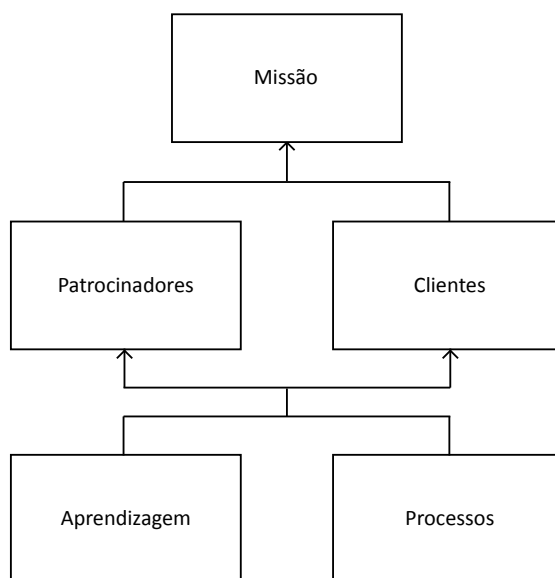 Missão
Patrocinadores
Clientes
Aprendizagem
Processos